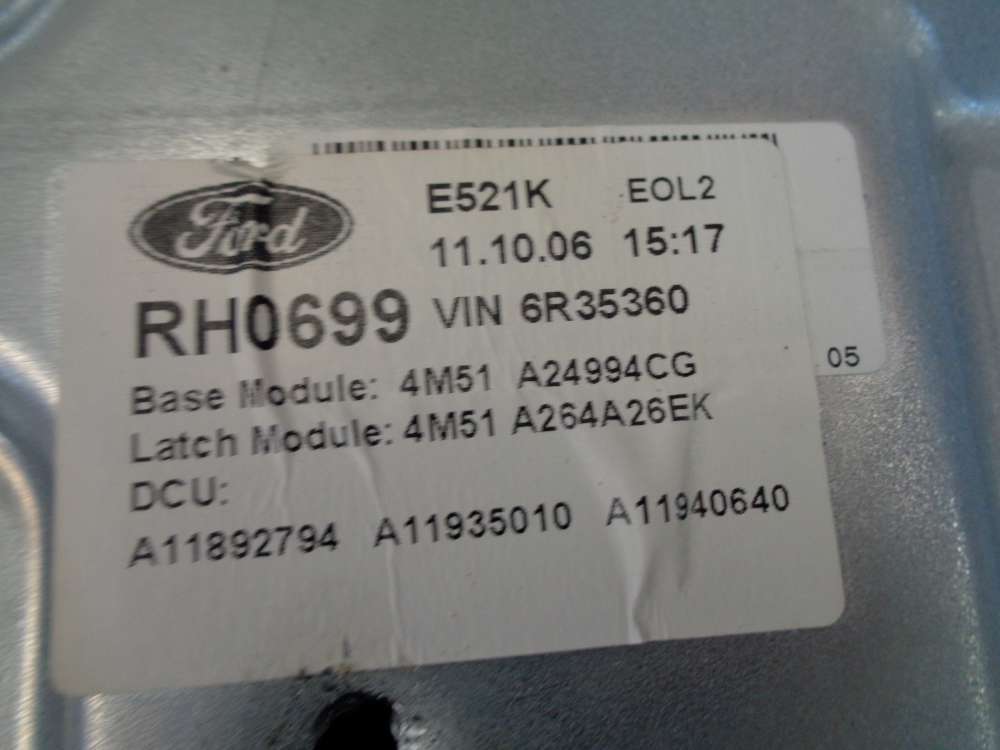 Ford
E521K EOL2
11.10.06 15:17
RH0699 VIN 6R35360
Base Module: 4M51 A24994CG
05
Latch Module: 4M51 A264A26EK
DCU:
A11892794 A11935010 A11940640